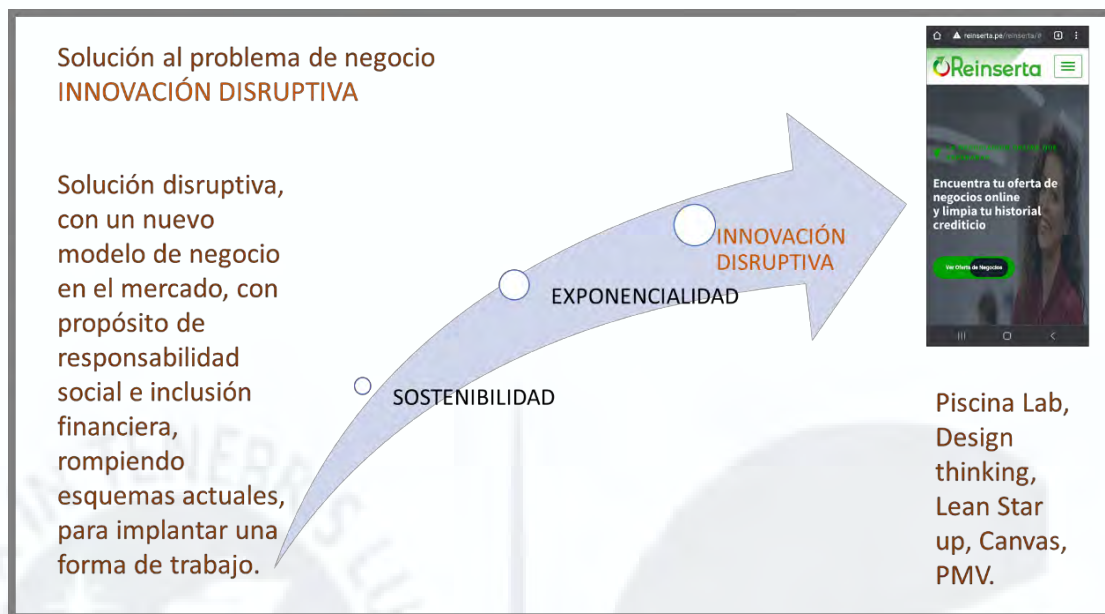 Solución al problema de negocio
INNOVACIÓN DISRUPTIVA
Solución disruptiva,
con un nuevo
modelo de negocio
en el mercado, con
propósito de
responsabilidad
social e inclusión
financiera,
rompiendo
esquemas actuales,
para implantar una
forma de trabajo.
SOSTENIBILIDAD
EXPONENCIALIDAD
INNOVACIÓN
DISRUPTIVA
reinserta.pe/reinserta/#
Reinserta
Encuentra tu oferta de
negocios online
y limpia tu historial
crediticio
Ver Oferta de Negocios
Piscina Lab,
Design
thinking,
Lean Star
up, Canvas,
PMV.
TENEBRIS